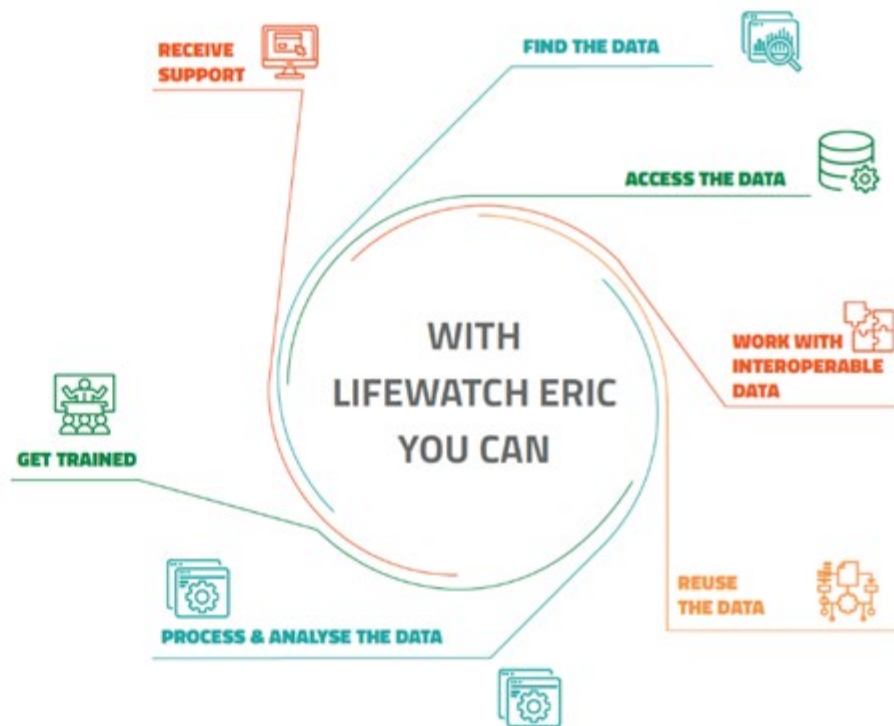 RECEIVE
SUPPORT
FIND THE DATA
ACCESS THE DATA
WITH
LIFEWATCH ERIC
YOU CAN
WORK WITH
INTEROPERABLE
DATA
GET TRAINED
REUSE
THE DATA
PROCESS & ANALYSE THE DATA